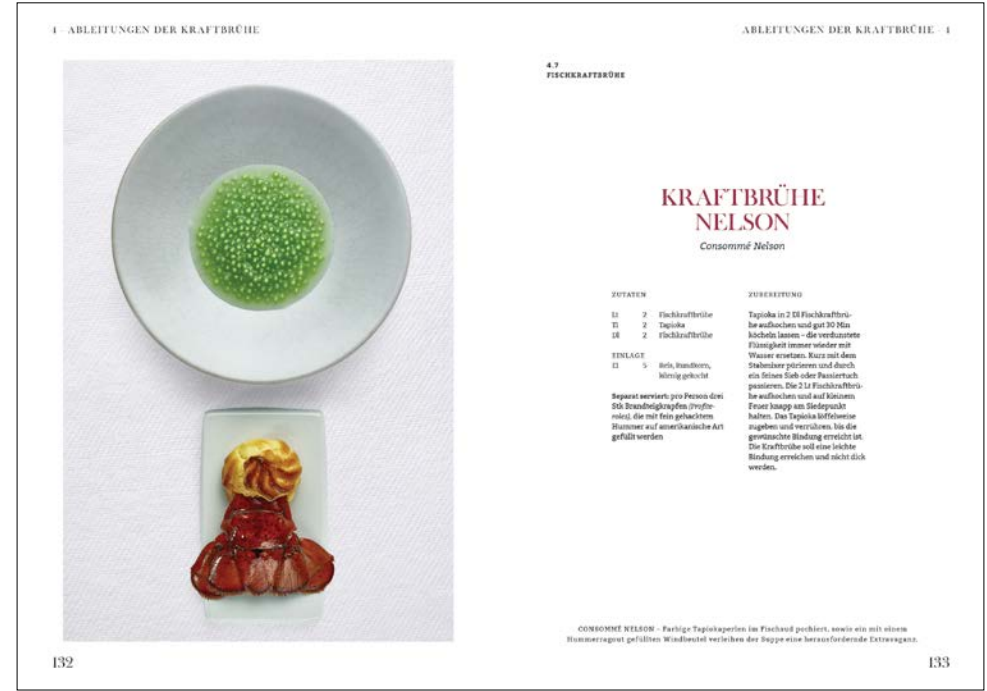 4 - ABLEITUNGEN DER KRAFTBRÜHE
ABLEITUNGEN DER KRAFTBRÜHE - 4
4.7
FISCHKRAFTBRÜHE
KRAFTBRÜHE
NELSON
Consommé Nelson
ZUTATEN
Lt 2 Fischkraftbrühe
Tl 2 Tapioka
Dl 2 Fischkraftbrühe
EINLAGE
El 5 Reis, Rundkorn,
körnig gekocht
Separat serviert: pro Person drei
Stk Brandteigkrapfen (Profite-
roles), die mit fein gehacktem
Hummer auf amerikanische Art
gefüllt werden
ZUBEREITUNG
Tapioka in 2 Dl Fischkraftbrü-
he aufkochen und gut 30 Min
köcheln lassen – die verdunstete
Flüssigkeit immer wieder mit
Wasser ersetzen. Kurz mit dem
Stabmixer pürieren und durch
ein feines Sieb oder Passiertuch
passieren. Die 2 Lt Fischkraftbrü-
he aufkochen und auf kleinem
Feuer knapp am Siedepunkt
halten. Das Tapioka löffelweise
zugeben und verrühren, bis die
gewünschte Bindung erreicht ist.
Die Kraftbrühe soll eine leichte
Bindung erreichen und nicht dick
werden.
CONSOMMÉ NELSON – Farbige Tapiokaperlen im Fischsud pochiert, sowie ein mit einem
Hummerragout gefüllten Windbeutel verleihen der Suppe eine herausfordernde Extravaganz.
132
133